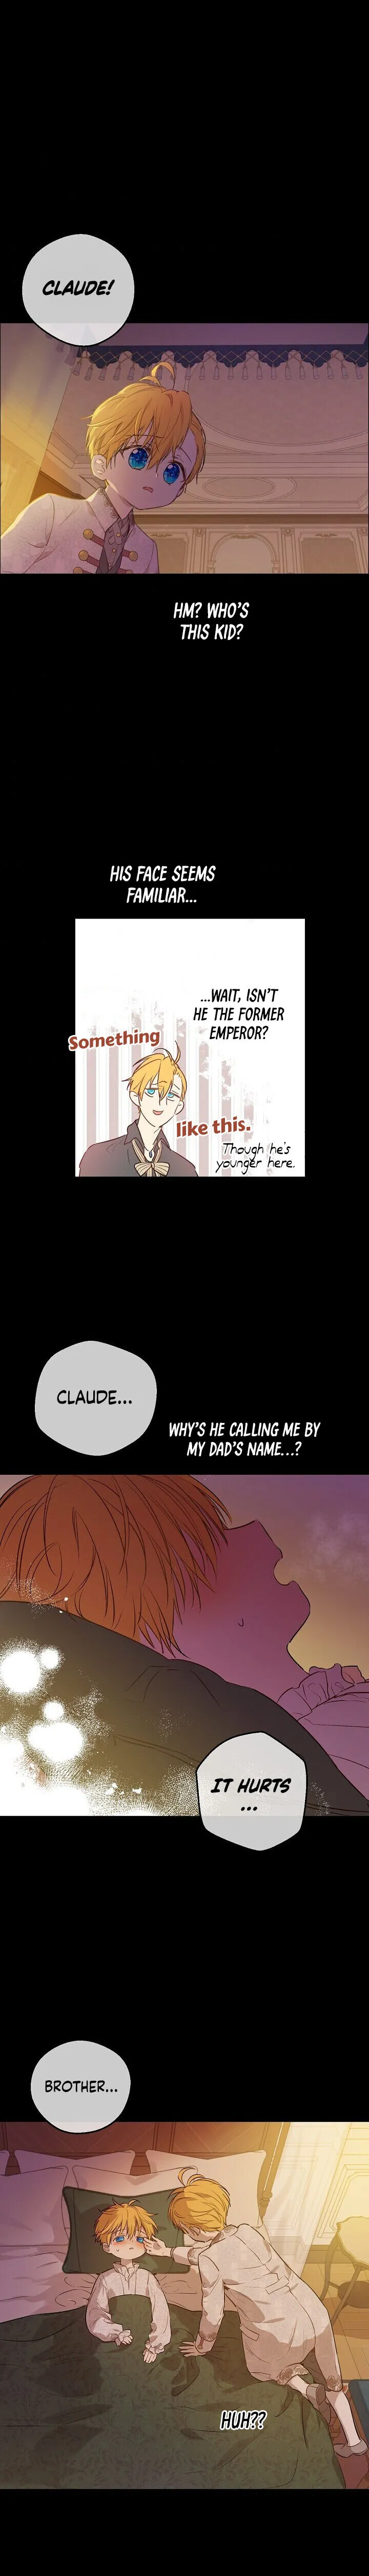 CLAUDE!
HM? WHO'S
THIS KID?
HIS FACE SEEMS
FAMILIAR...
...WAIT, ISN'T
HE THE FORMER
EMPEROR?
Something
like this.
Though he's
younger here.
CLAUDE...
WHY'S HE CALLING ME BY
MY DAD'S NAME...?
IT HURTS
...
BROTHER...
HUH??